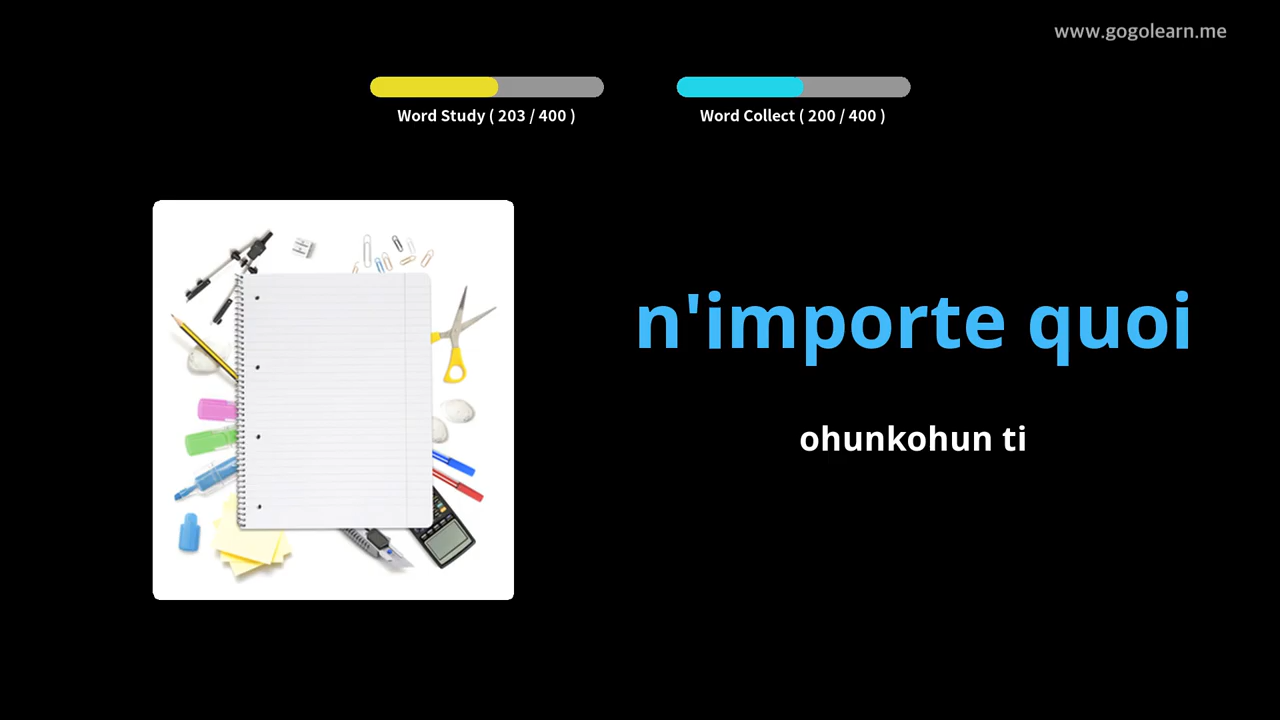 www.gogolearn.me
Word Study ( 203 / 400 )
Word Collect ( 200 / 400 )
n'importe quoi
ohunkohun ti